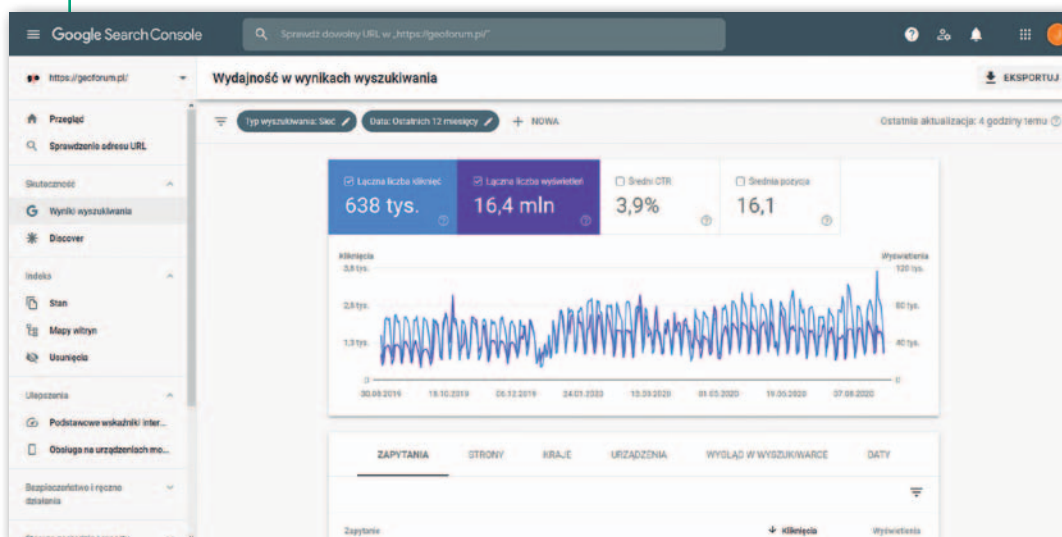 Google Search Console
Sprawdź dowolny URL w „https://geoforum.pl/”
https://geoforum.pl/
Wydajność w wynikach wyszukiwania
EKSPORTUJ
Przegląd
Sprawdzenie adresu URL
Typ wyszukiwania: Sieć
Data: Ostatnich 12 miesięcy
+ NOWA
Ostatnia aktualizacja: 4 godziny temu
Skuteczność
Wyniki wyszukiwania
Discover
Indeks
Stan
Mapy witryn
Usunięcia
Ulepszenia
Podstawowe wskaźniki inter...
Obsługa na urządzeniach mo...
Bezpieczeństwo i ręczne
działania
Łączna liczba kliknięć
638 tys.
Łączna liczba wyświetleń
16,4 mln
Średni CTR
3,9%
Średnia pozycja
16,1
Kliknięcia
Wyświetlenia
3,8 tys.
120 tys.
2,5 tys.
80 tys.
1,3 tys.
40 tys.
0
0
30.08.2019
18.10.2019
06.12.2019
24.01.2020
13.03.2020
01.05.2020
19.06.2020
07.08.2020
ZAPYTANIA
STRONY
KRAJE
URZĄDZENIA
WYGLĄD W WYSZUKIWARCE
DATY
Zapytanie
Kliknięcia
Wyświetlenia